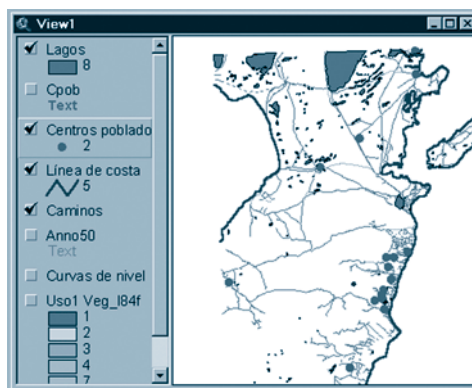 View1
Lagos
8
Cpob
Text
Centros poblado
2
Línea de costa
5
Caminos
Anno50
Text
Curvas de nivel
Uso1 Veg_I84f
1
2
3
4
7